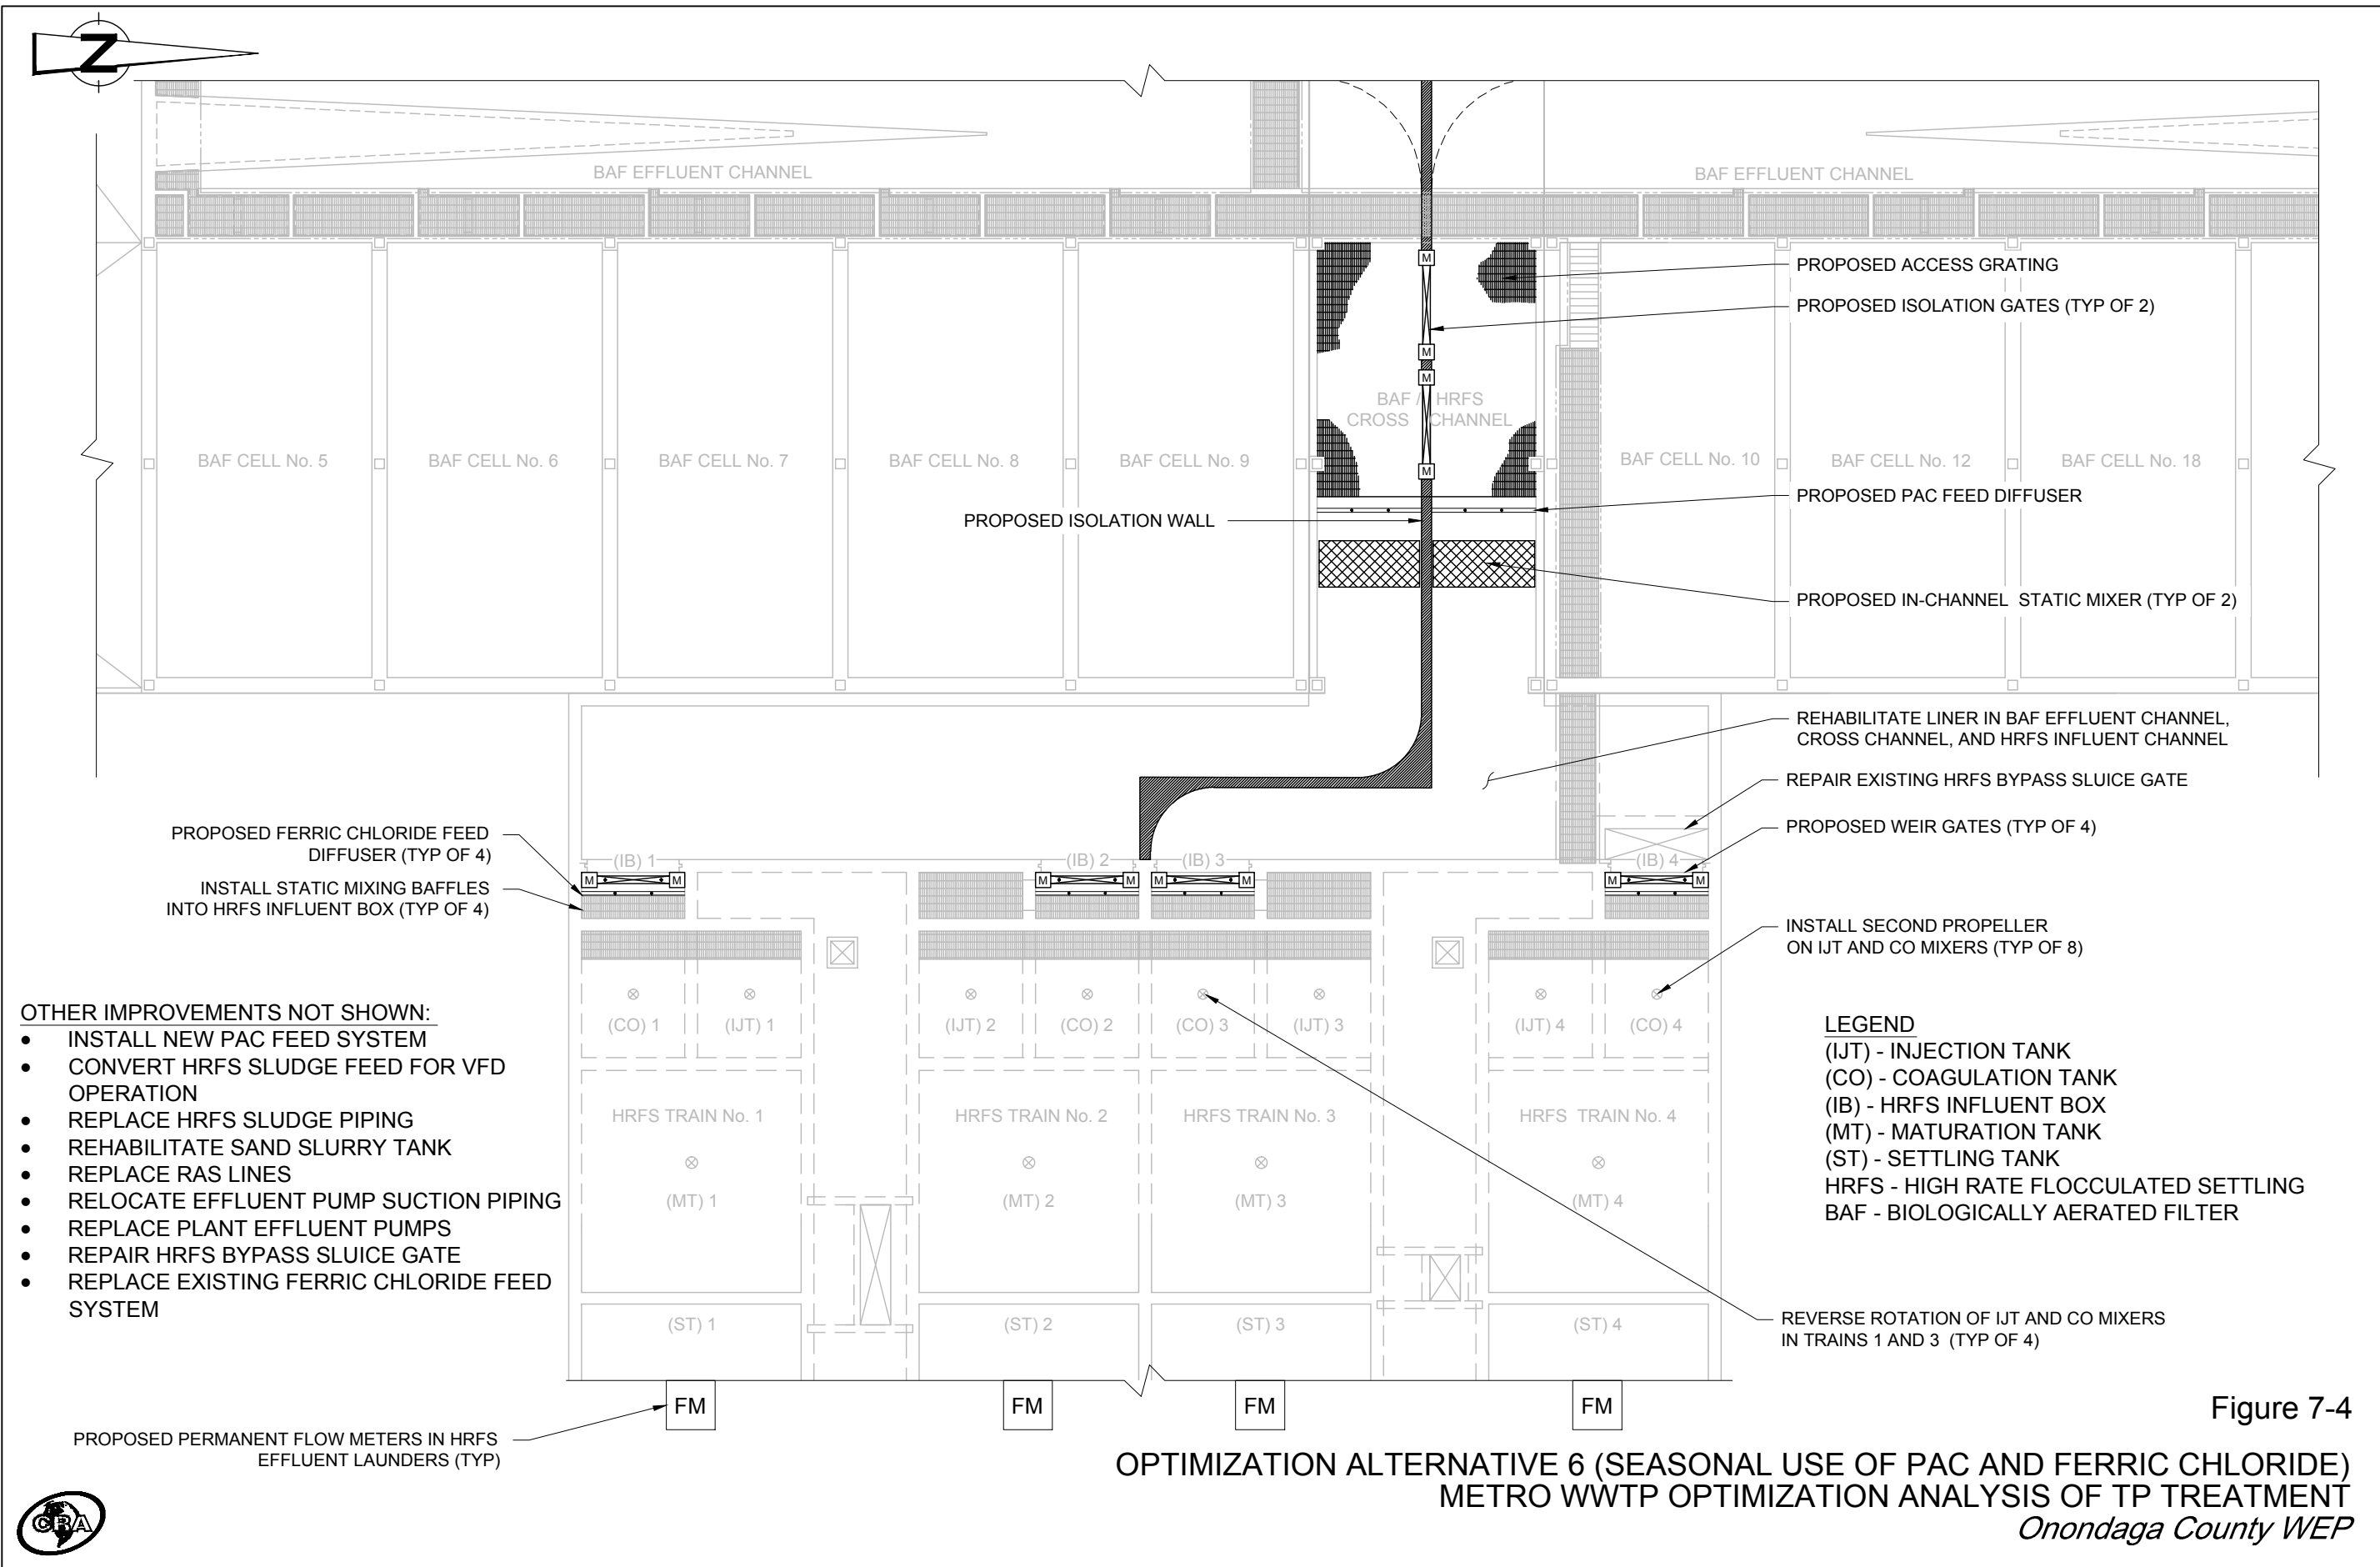 Z
BAF EFFLUENT CHANNEL
BAF EFFLUENT CHANNEL
M
PROPOSED ACCESS GRATING
PROPOSED ISOLATION GATES (TYP OF 2)
M
M
BAF / HRFS
CROSS CHANNEL
BAF CELL No. 5
BAF CELL No. 6
BAF CELL No. 7
BAF CELL No. 8
BAF CELL No. 9
BAF CELL No. 10
BAF CELL No. 12
BAF CELL No. 18
M
PROPOSED PAC FEED DIFFUSER
PROPOSED ISOLATION WALL
PROPOSED IN-CHANNEL STATIC MIXER (TYP OF 2)
REHABILITATE LINER IN BAF EFFLUENT CHANNEL,
CROSS CHANNEL, AND HRFS INFLUENT CHANNEL
REPAIR EXISTING HRFS BYPASS SLUICE GATE
PROPOSED WEIR GATES (TYP OF 4)
PROPOSED FERRIC CHLORIDE FEED
DIFFUSER (TYP OF 4)
(IB) 1
(IB) 2
(IB) 3
(IB) 4
M M M M M M M M
INSTALL STATIC MIXING BAFFLES
INTO HRFS INFLUENT BOX (TYP OF 4)
INSTALL SECOND PROPELLER
ON IJT AND CO MIXERS (TYP OF 8)
(CO) 1
(IJT) 1
(IJT) 2
(CO) 2
(CO) 3
(IJT) 3
(IJT) 4
(CO) 4
OTHER IMPROVEMENTS NOT SHOWN:
• INSTALL NEW PAC FEED SYSTEM
• CONVERT HRFS SLUDGE FEED FOR VFD
OPERATION
• REPLACE HRFS SLUDGE PIPING
• REHABILITATE SAND SLURRY TANK
• REPLACE RAS LINES
• RELOCATE EFFLUENT PUMP SUCTION PIPING
• REPLACE PLANT EFFLUENT PUMPS
• REPAIR HRFS BYPASS SLUICE GATE
• REPLACE EXISTING FERRIC CHLORIDE FEED
SYSTEM
HRFS TRAIN No. 1
HRFS TRAIN No. 2
HRFS TRAIN No. 3
HRFS TRAIN No. 4
(MT) 1
(MT) 2
(MT) 3
(MT) 4
(ST) 1
(ST) 2
(ST) 3
(ST) 4
LEGEND
(IJT) - INJECTION TANK
(CO) - COAGULATION TANK
(IB) - HRFS INFLUENT BOX
(MT) - MATURATION TANK
(ST) - SETTLING TANK
HRFS - HIGH RATE FLOCCULATED SETTLING
BAF - BIOLOGICALLY AERATED FILTER
REVERSE ROTATION OF IJT AND CO MIXERS
IN TRAINS 1 AND 3 (TYP OF 4)
FM
FM
FM
FM
PROPOSED PERMANENT FLOW METERS IN HRFS
EFFLUENT LAUNDERS (TYP)
Figure 7-4
OPTIMIZATION ALTERNATIVE 6 (SEASONAL USE OF PAC AND FERRIC CHLORIDE)
METRO WWTP OPTIMIZATION ANALYSIS OF TP TREATMENT
Onondaga County WEP
CRA